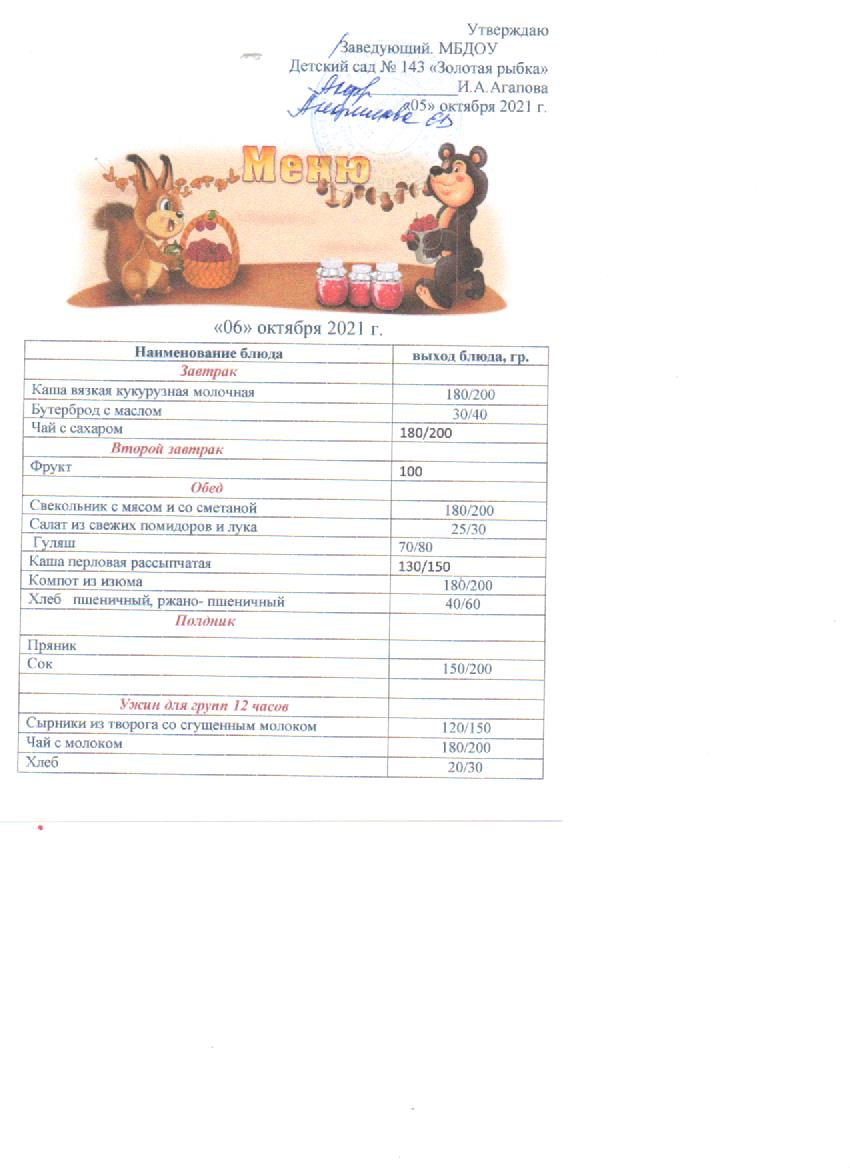 Утверждаю
Заведующий. МБДОУ
Детский сад № 143 «Золотая рыбка»
И.А.Агапова
«05» октября 2021 г.
Меню
«06» октября 2021 г.
Наименование блюда выход блюда, гр.
Завтрак
Каша вязкая кукурузная молочная 180/200
Бутерброд с маслом 30/40
Чай с сахаром 180/200
Второй завтрак
Фрукт 100
Обед
Свекольник с мясом и со сметаной 180/200
Салат из свежих помидоров и лука 25/30
Гуляш 70/80
Каша перловая рассыпчатая 130/150
Компот из изюма 180/200
Хлеб пшеничный, ржано- пшеничный 40/60
Полдник
Пряник
Сок 150/200
Ужин для групп 12 часов
Сырники из творога со сгущенным молоком 120/150
Чай с молоком 180/200
Хлеб 20/30